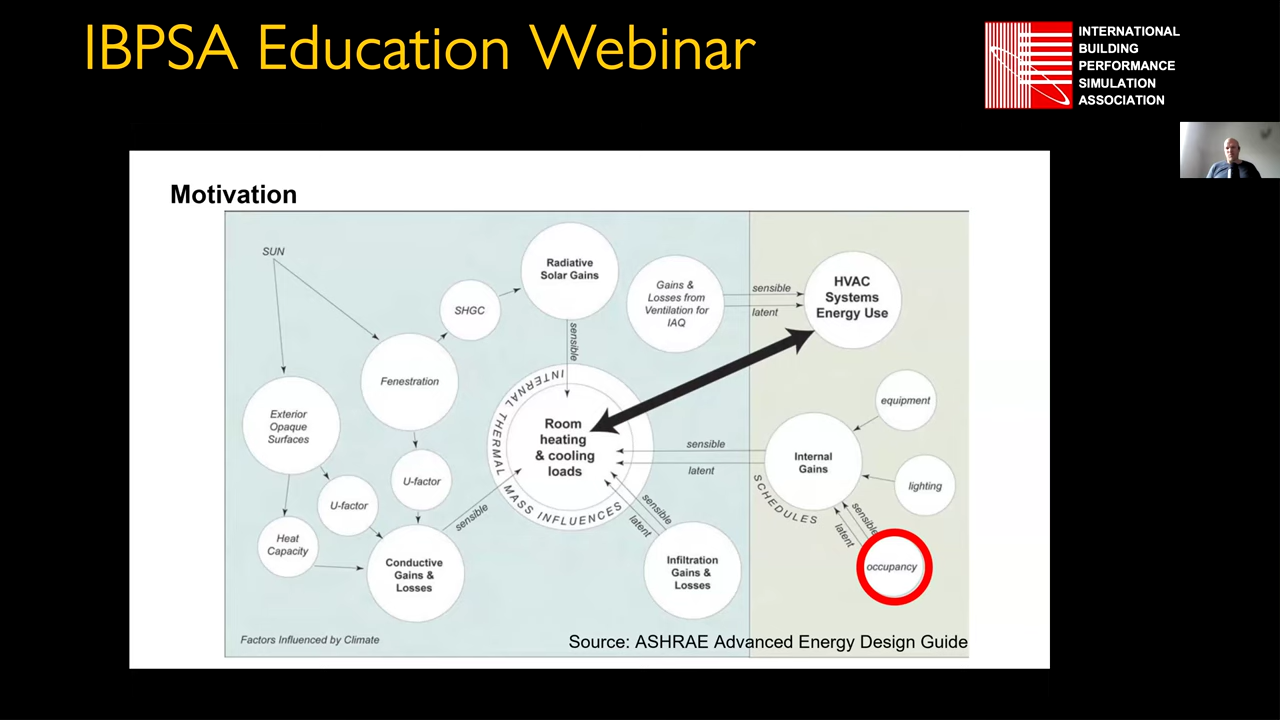 IBPSA Education Webinar
INTERNATIONAL
BUILDING
PERFORMANCE
SIMULATION
ASSOCIATION
Motivation
SUN
Radiative
Solar Gains
SHGC
Gains &
Losses from
Ventilation for
IAQ
sensible
latent
HVAC
Systems
Energy Use
sensible
Fenestration
Exterior
Opaque
Surfaces
INTERNAL THERMAL MASS INFLUENCES
Room
heating
& cooling
loads
sensible
latent
equipment
Internal
Gains
lighting
SCHEDULES
sensible
latent
occupancy
U-factor
U-factor
sensible
sensible
latent
Heat
Capacity
Conductive
Gains &
Losses
Infiltration
Gains &
Losses
Factors Influenced by Climate
Source: ASHRAE Advanced Energy Design Guide